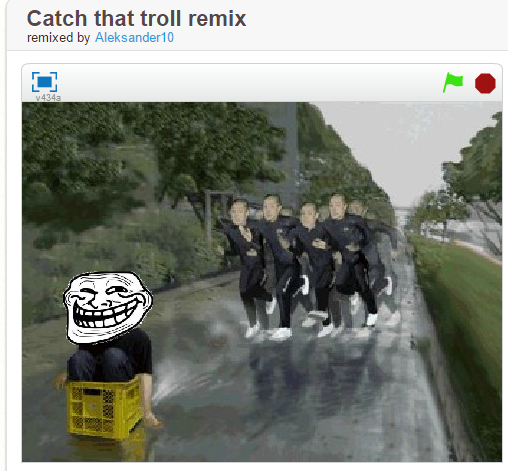 Catch that troll remix
remixed by Aleksander10
v434a